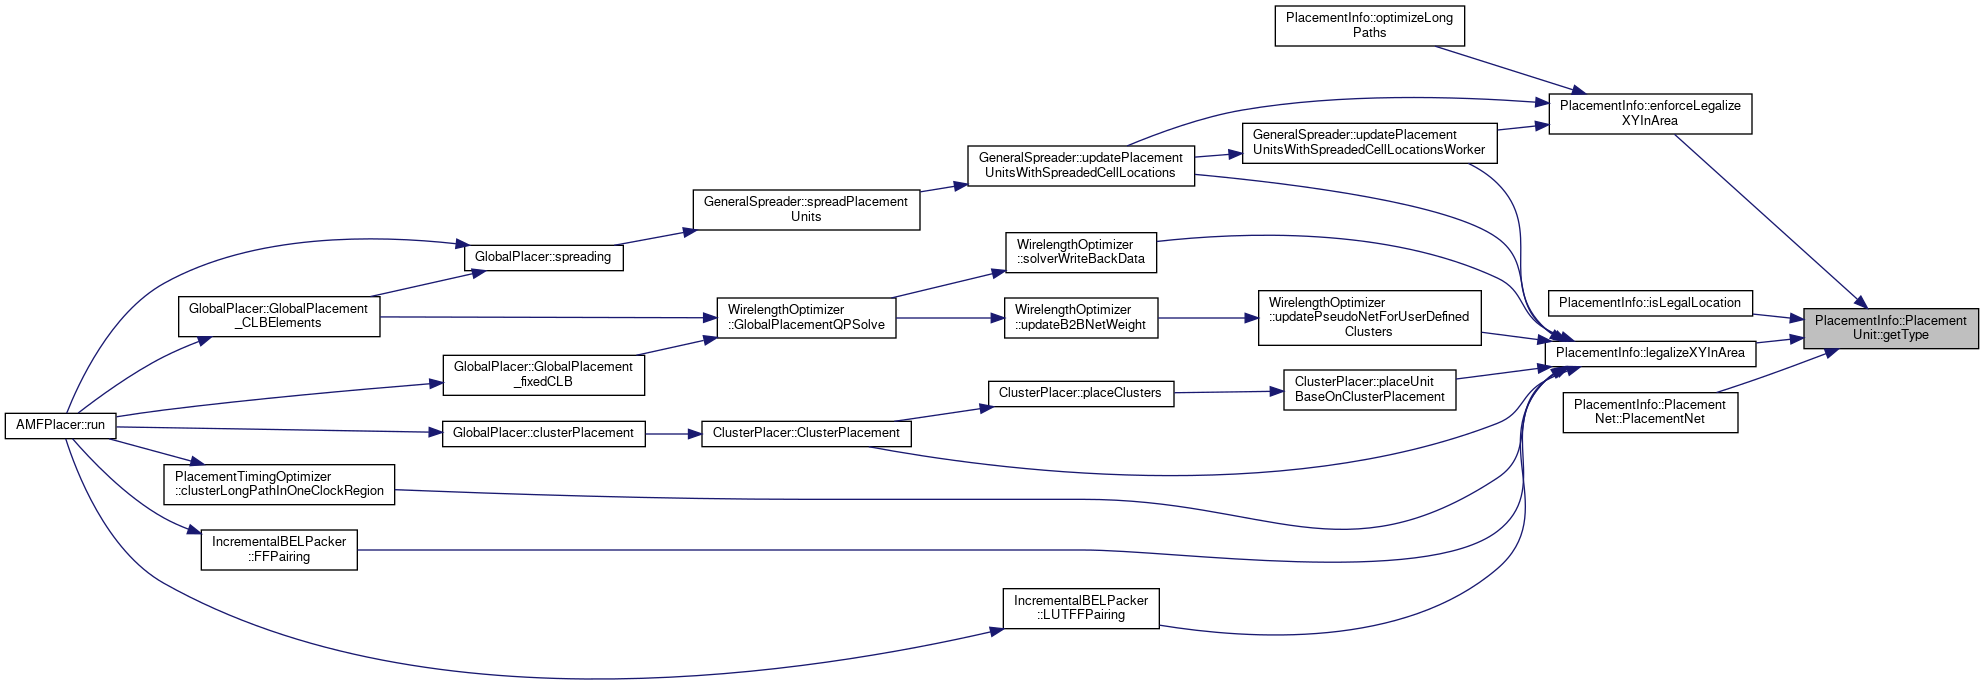 PlacementInfo::optimizeLong
Paths
PlacementInfo::enforceLegalize
XYInArea
GeneralSpreader::updatePlacement
UnitsWithSpreadedCellLocationsWorker
GeneralSpreader::updatePlacement
UnitsWithSpreadedCellLocations
GeneralSpreader::spreadPlacement
Units
WirelengthOptimizer
::solverWriteBackData
GlobalPlacer::spreading
GlobalPlacer::GlobalPlacement
_CLBElements
WirelengthOptimizer
::GlobalPlacementQPSolve
WirelengthOptimizer
::updateB2BNetWeight
WirelengthOptimizer
::updatePseudoNetForUserDefined
Clusters
PlacementInfo::isLegalLocation
PlacementInfo::Placement
Unit::getType
PlacementInfo::legalizeXYInArea
GlobalPlacer::GlobalPlacement
_fixedCLB
ClusterPlacer::placeClusters
ClusterPlacer::placeUnit
BaseOnClusterPlacement
PlacementInfo::Placement
Net::PlacementNet
AMFPlacer::run
GlobalPlacer::clusterPlacement
ClusterPlacer::ClusterPlacement
PlacementTimingOptimizer
::clusterLongPathInOneClockRegion
IncrementalBELPacker
::FFPairing
IncrementalBELPacker
::LUTFFPairing